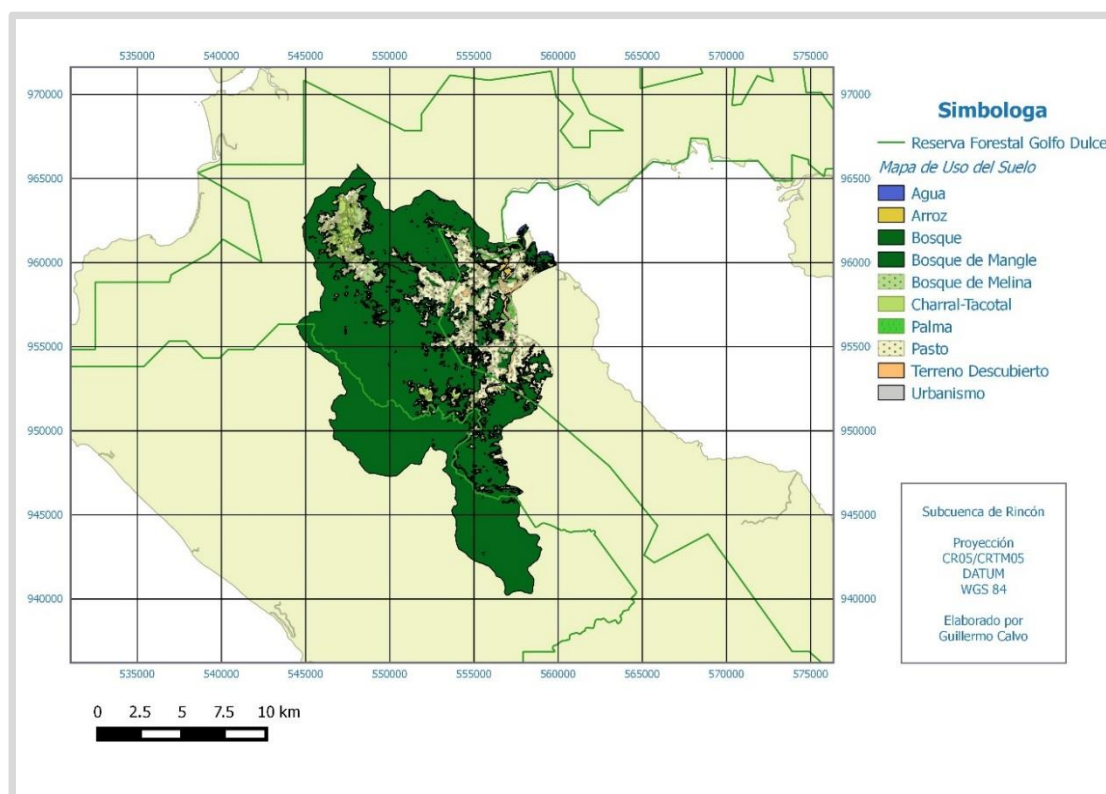 535000 540000 545000 550000 555000 560000 565000 570000 575000
970000 97000
965000 965000
960000 96000
955000 955000
950000 950000
945000 945000
940000 940000
535000 540000 545000 550000 555000 560000 565000 570000 575000
0 2.5 5 7.5 10 km
Simbologa
Reserva Forestal Golfo Dulce
Mapa de Uso del Suelo
Agua
Arroz
Bosque
Bosque de Mangle
Bosque de Melina
Charral-Tacotal
Palma
Pasto
Terreno Descubierto
Urbanismo
Subcuenca de Rincón
Proyección
CR05/CRTM05
DATUM
WGS 84
Elaborado por
Guillermo Calvo